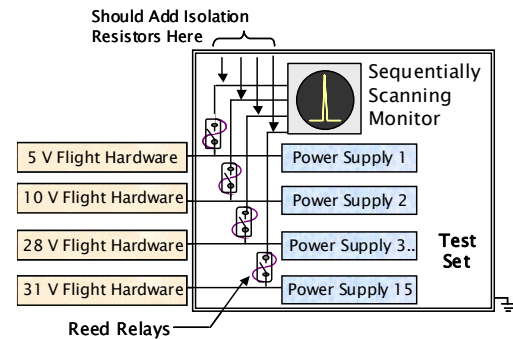 Should Add Isolation
Resistors Here
Sequentially
Scanning
Monitor
5 V Flight Hardware
Power Supply 1
10 V Flight Hardware
Power Supply 2
28 V Flight Hardware
Power Supply 3..
Test
Set
31 V Flight Hardware
Power Supply 15
Reed Relays